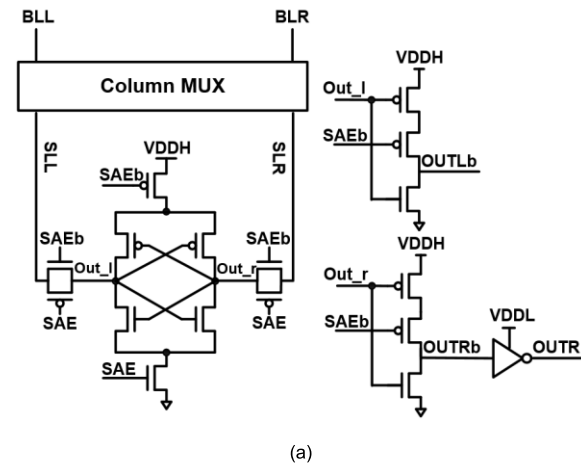 BLL
BLR
Column MUX
SLL
SLR
VDDH
SAEb
SAEb
Out_l
SAE
Out_r
SAEb
SAE
SAE
VDDH
Out_l
SAEb
OUTLb
VDDH
Out_r
SAEb
OUTRb
VDDL
OUTR
(a)